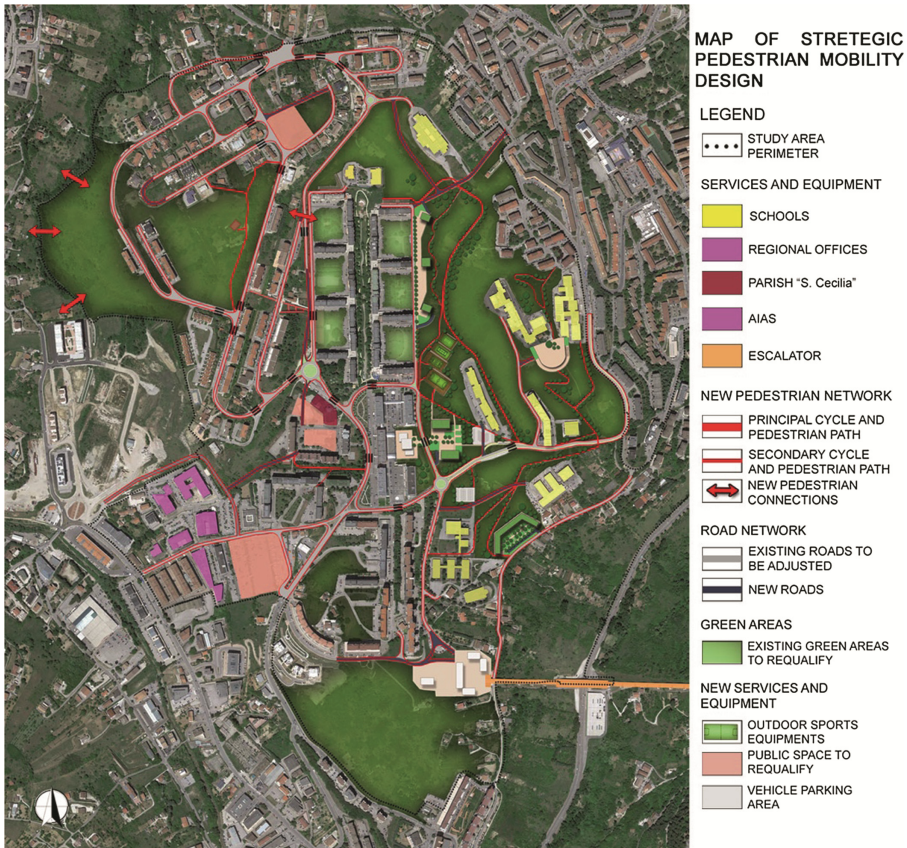 MAP OF STRETEGIC
PEDESTRIAN MOBILITY
DESIGN
LEGEND
STUDY AREA
PERIMETER
SERVICES AND EQUIPMENT
SCHOOLS
REGIONAL OFFICES
PARISH "S. Cecilia"
AIAS
ESCALATOR
NEW PEDESTRIAN NETWORK
PRINCIPAL CYCLE AND
PEDESTRIAN PATH
SECONDARY CYCLE
AND PEDESTRIAN PATH
NEW PEDESTRIAN
CONNECTIONS
ROAD NETWORK
EXISTING ROADS TO
BE ADJUSTED
NEW ROADS
GREEN AREAS
EXISTING GREEN AREAS
TO REQUALIFY
NEW SERVICES AND
EQUIPMENT
OUTDOOR SPORTS
EQUIPMENTS
PUBLIC SPACE TO
REQUALIFY
VEHICLE PARKING
AREA